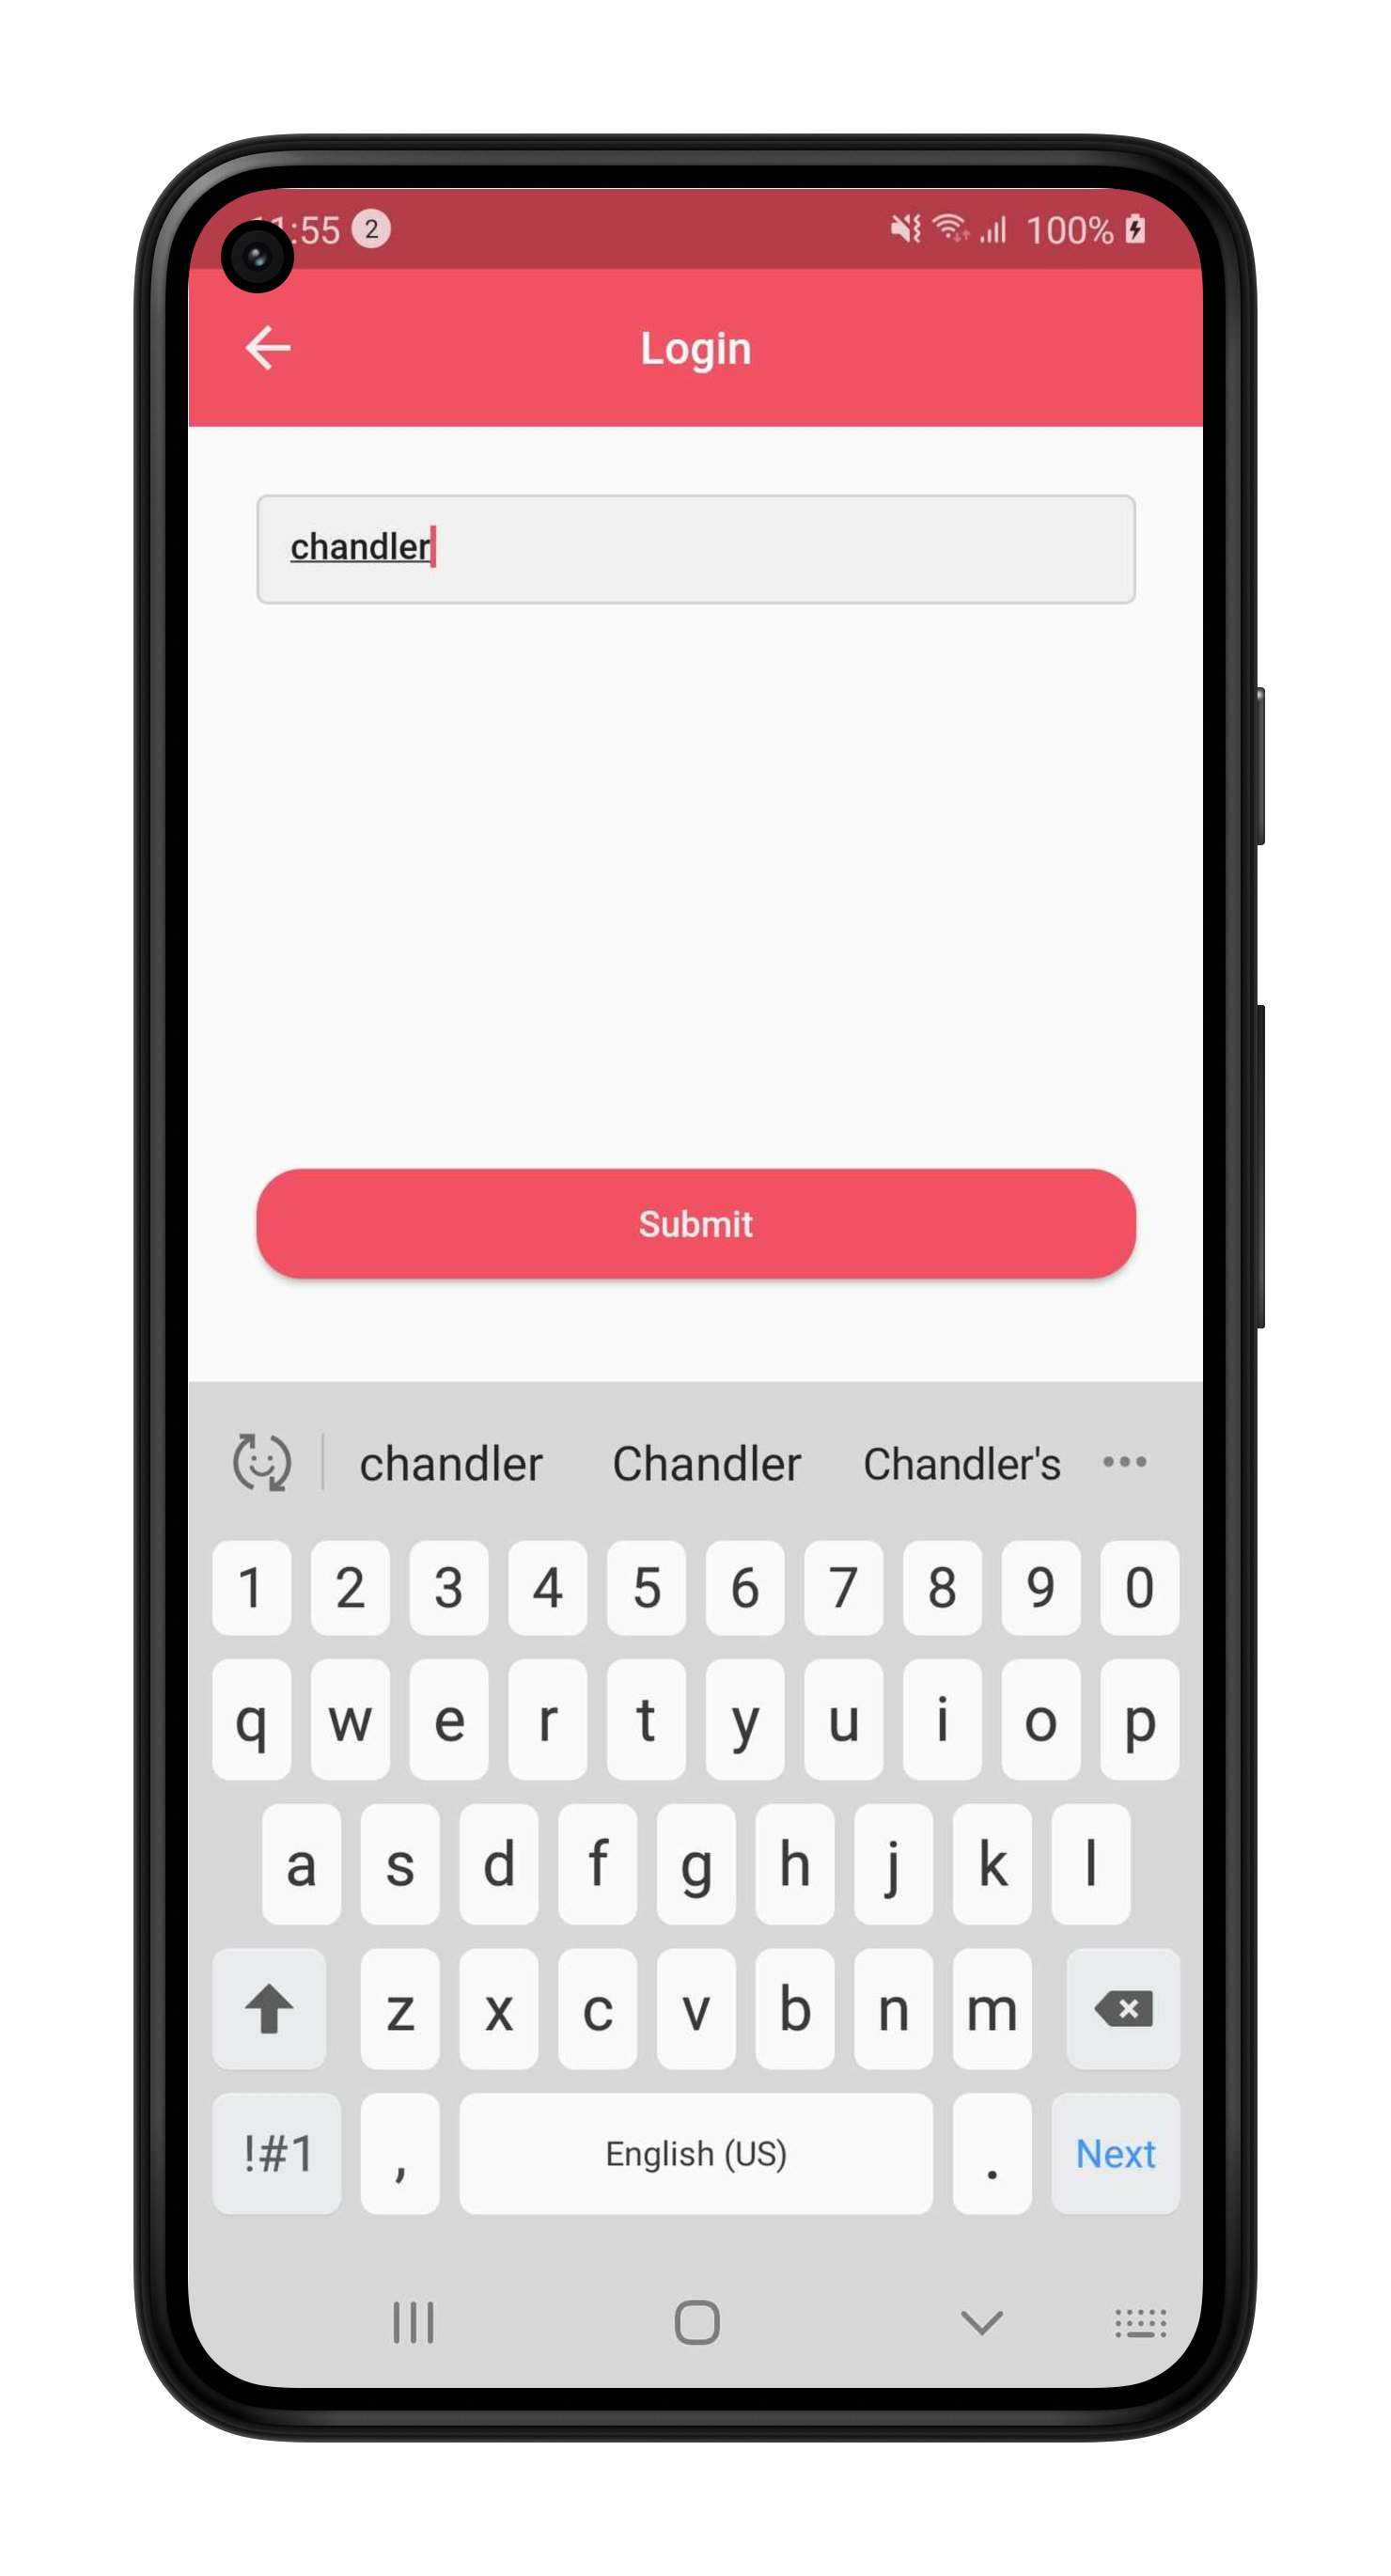 :55 2 100%
Login
chandler
Submit
chandler Chandler Chandler's
1 2 3 4 5 6 7 8 9 0
q w e r t y u i o p
a s d f g h j k l
z x c v b n m
!#1 , English (US) . Next